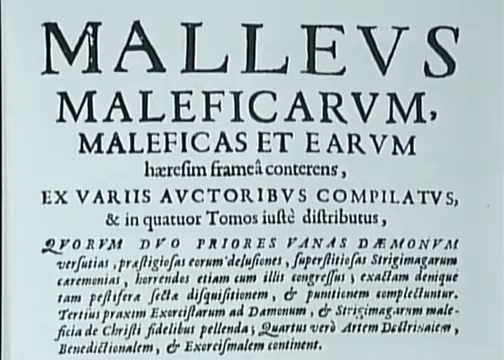 MALLEVS
MALEFICARVM,
MALEFICAS ET EARVM
hæresim frameâ conterens,
EX VARIIS AVCTORIBVS COMPILATVS,
& in quatuor Tomos iustè distributus,
QVORVM DVO PRIORES VANAS DÆMONVM
versutias, præstigiosas eorum delusiones, superstitiosas Strigimagarum
cæremonias, horrendos etiam cum illis congressus; exactam denique
tam pestiferæ sectæ disquisitionem, & punitionem complectuntur.
Tertius praxim Exorcistarum ad Dæmonum, & Strigimagarum male-
ficia de Christi fidelibus pellenda; Quartus verò Artem Doctrinalem,
Benedictionalem, & Exorcismalem continent.